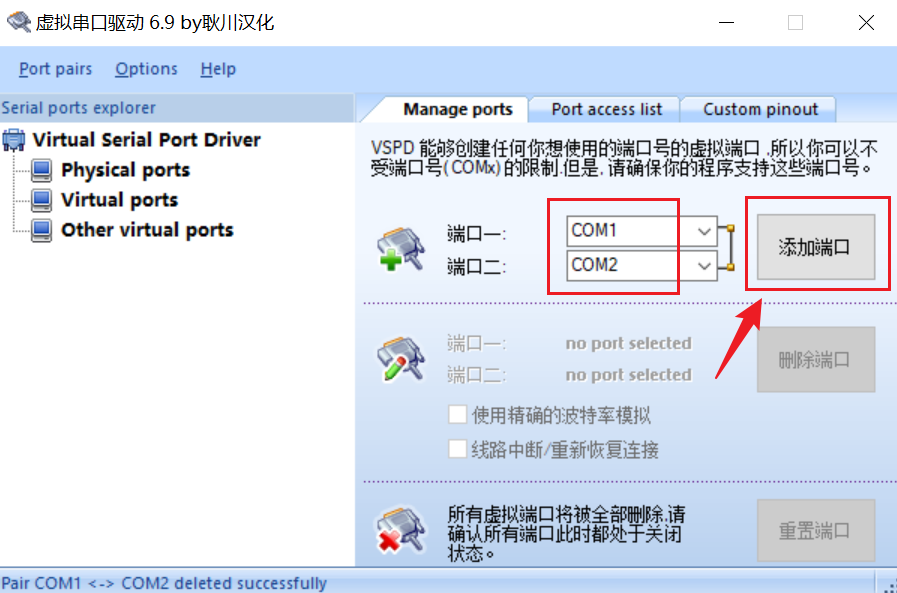 虚拟串口驱动 6.9 by耿川汉化
Port pairs Options Help
Serial ports explorer
Virtual Serial Port Driver
Physical ports
Virtual ports
Other virtual ports
Manage ports Port access list Custom pinout
VSPD 能够创建任何你想使用的端口号的虚拟端口 ,所以你可以不
受端口号(COMx) 的限制.但是, 请确保你的程序支持这些端口号。
端口一: COM1
端口二: COM2
添加端口
端口一: no port selected
端口二: no port selected
删除端口
使用精确的波特率模拟
线路中断/重新恢复连接
所有虚拟端口将被全部删除,请
确认所有端口此时都处于关闭
状态。
重置端口
Pair COM1 <-> COM2 deleted successfully